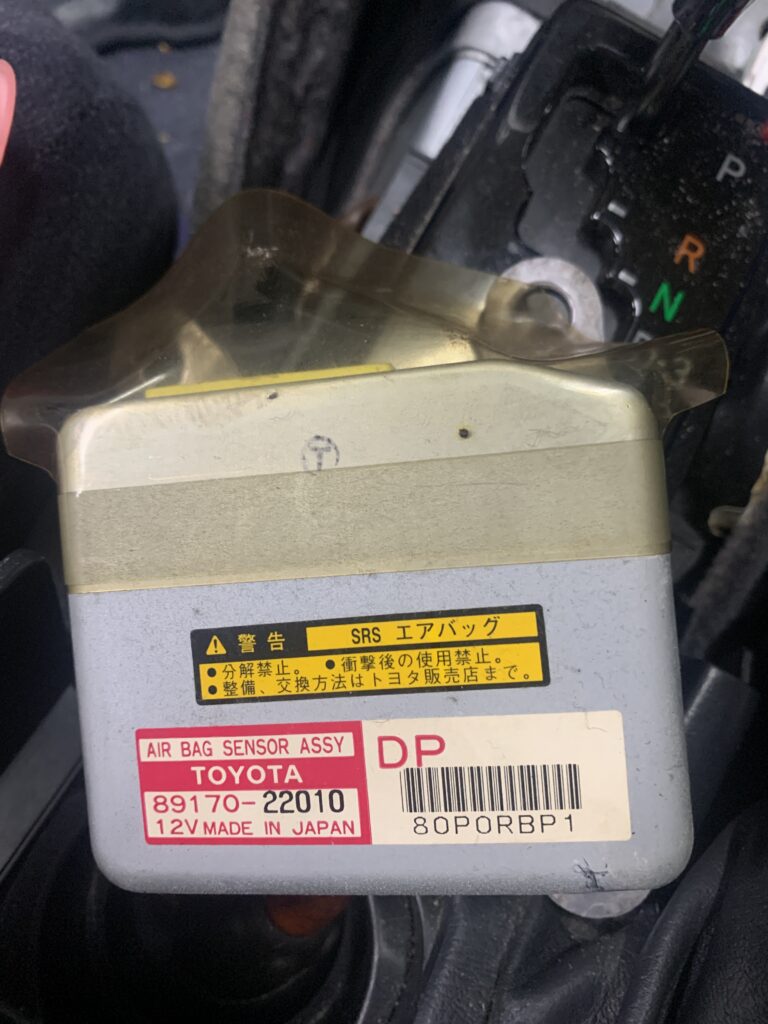 P
R
N
3
T
警告 SRS エアバッグ
● 分解禁止。 ● 衝撃後の使用禁止。
● 整備、交換方法はトヨタ販売店まで。
AIR BAG SENSOR ASSY
TOYOTA
89170-22010
12V MADE IN JAPAN
DP
80P0RBP1